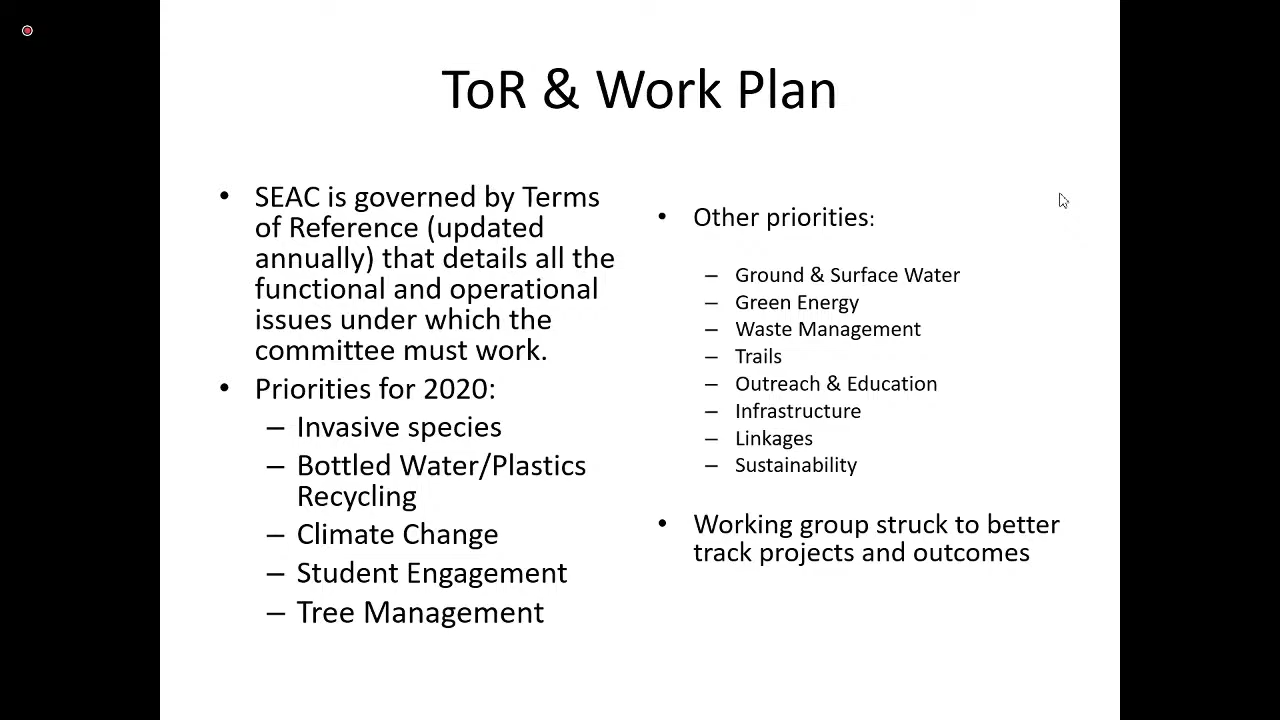 ToR & Work Plan
• SEAC is governed by Terms
of Reference (updated
annually) that details all the
functional and operational
issues under which the
committee must work.
• Priorities for 2020:
– Invasive species
– Bottled Water/Plastics
Recycling
– Climate Change
– Student Engagement
– Tree Management
• Other priorities:
– Ground & Surface Water
– Green Energy
– Waste Management
– Trails
– Outreach & Education
– Infrastructure
– Linkages
– Sustainability
• Working group struck to better
track projects and outcomes